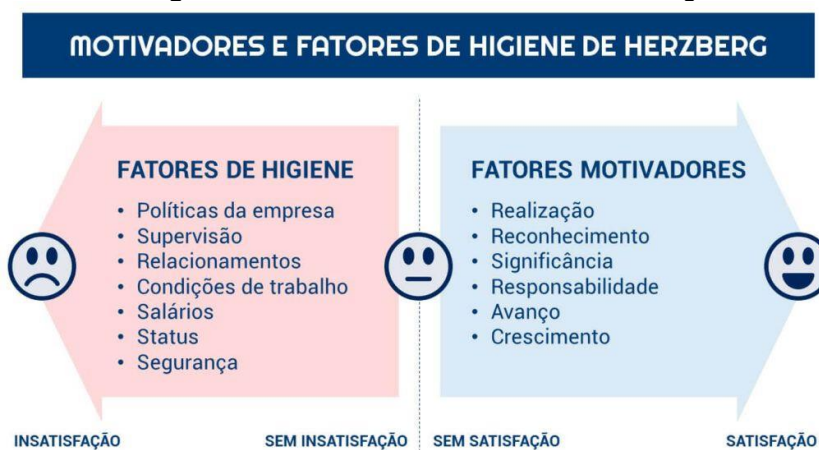 MOTIVADORES E FATORES DE HIGIENE DE HERZBERG
FATORES DE HIGIENE
• Políticas da empresa
• Supervisão
• Relacionamentos
• Condições de trabalho
• Salários
• Status
• Segurança
FATORES MOTIVADORES
• Realização
• Reconhecimento
• Significância
• Responsabilidade
• Avanço
• Crescimento
INSATISFAÇÃO
SEM INSATISFAÇÃO
SEM SATISFAÇÃO
SATISFAÇÃO